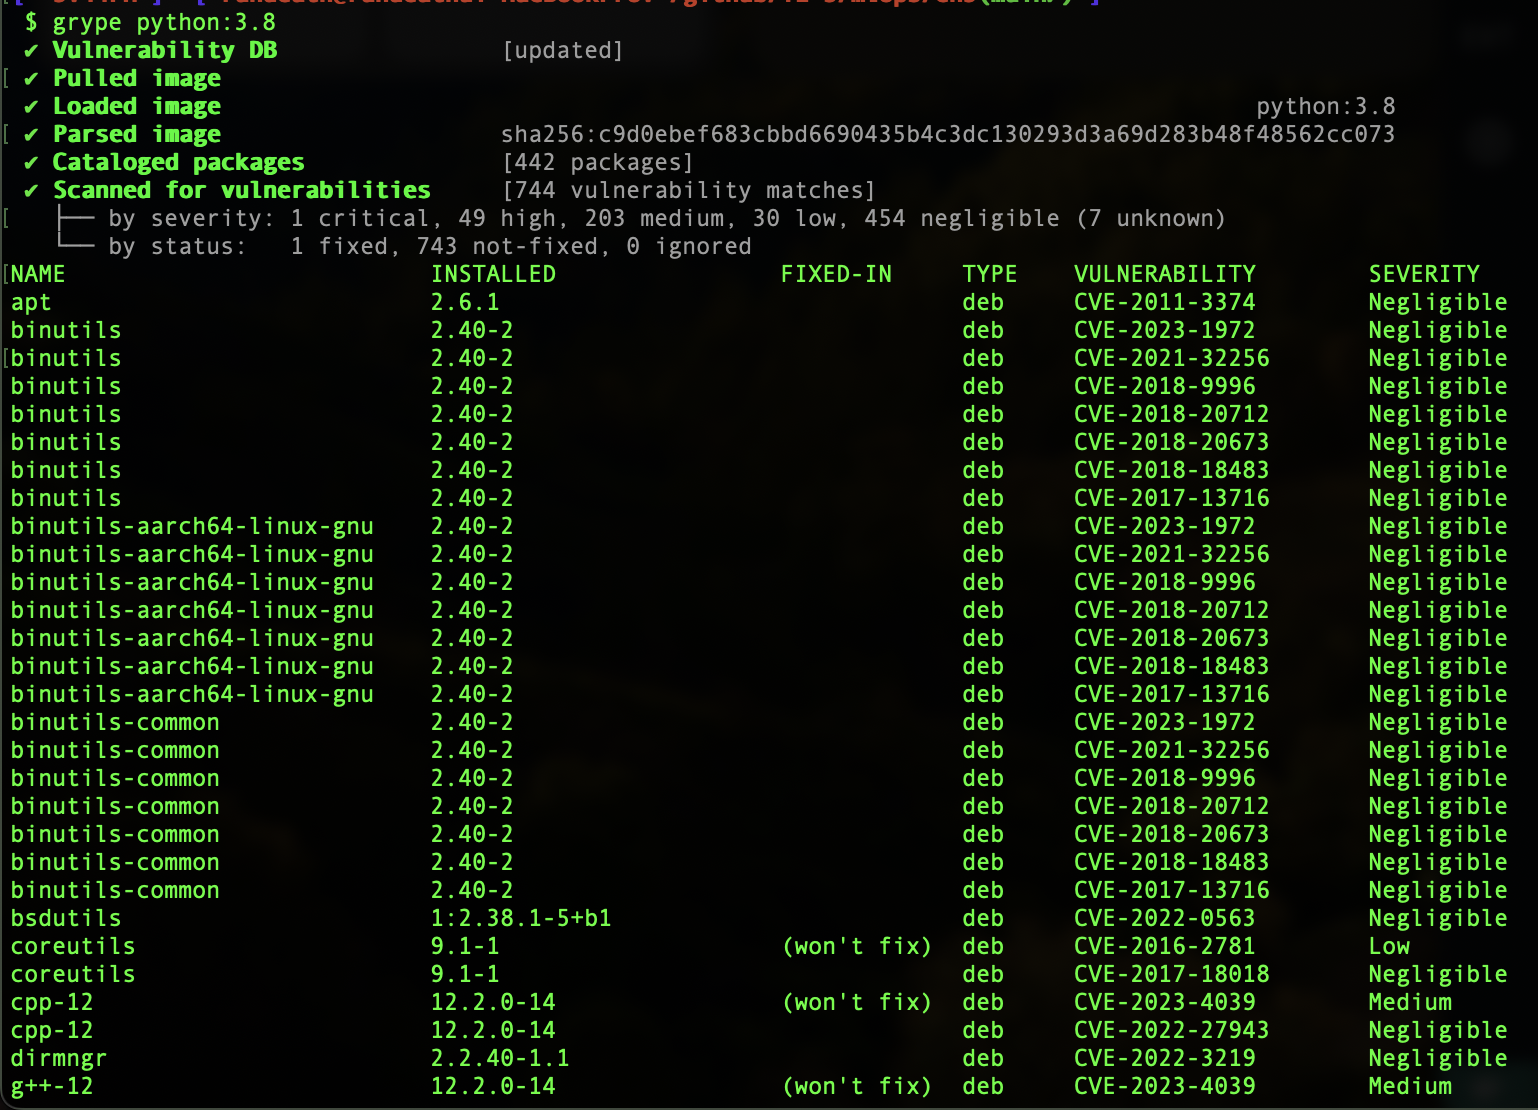 $ grype python:3.8
✔ Vulnerability DB [updated]
✔ Pulled image
✔ Loaded image python:3.8
✔ Parsed image sha256:c9d0ebef683cbbd6690435b4c3dc130293d3a69d283b48f48562cc073
✔ Cataloged packages [442 packages]
✔ Scanned for vulnerabilities [744 vulnerability matches]
├── by severity: 1 critical, 49 high, 203 medium, 30 low, 454 negligible (7 unknown)
└── by status: 1 fixed, 743 not-fixed, 0 ignored
NAME INSTALLED FIXED-IN TYPE VULNERABILITY SEVERITY
apt 2.6.1 deb CVE-2011-3374 Negligible
binutils 2.40-2 deb CVE-2023-1972 Negligible
binutils 2.40-2 deb CVE-2021-32256 Negligible
binutils 2.40-2 deb CVE-2018-9996 Negligible
binutils 2.40-2 deb CVE-2018-20712 Negligible
binutils 2.40-2 deb CVE-2018-20673 Negligible
binutils 2.40-2 deb CVE-2018-18483 Negligible
binutils 2.40-2 deb CVE-2017-13716 Negligible
binutils-aarch64-linux-gnu 2.40-2 deb CVE-2023-1972 Negligible
binutils-aarch64-linux-gnu 2.40-2 deb CVE-2021-32256 Negligible
binutils-aarch64-linux-gnu 2.40-2 deb CVE-2018-9996 Negligible
binutils-aarch64-linux-gnu 2.40-2 deb CVE-2018-20712 Negligible
binutils-aarch64-linux-gnu 2.40-2 deb CVE-2018-20673 Negligible
binutils-aarch64-linux-gnu 2.40-2 deb CVE-2018-18483 Negligible
binutils-aarch64-linux-gnu 2.40-2 deb CVE-2017-13716 Negligible
binutils-common 2.40-2 deb CVE-2023-1972 Negligible
binutils-common 2.40-2 deb CVE-2021-32256 Negligible
binutils-common 2.40-2 deb CVE-2018-9996 Negligible
binutils-common 2.40-2 deb CVE-2018-20712 Negligible
binutils-common 2.40-2 deb CVE-2018-20673 Negligible
binutils-common 2.40-2 deb CVE-2018-18483 Negligible
binutils-common 2.40-2 deb CVE-2017-13716 Negligible
bsdutils 1:2.38.1-5+b1 deb CVE-2022-0563 Negligible
coreutils 9.1-1 (won't fix) deb CVE-2016-2781 Low
coreutils 9.1-1 deb CVE-2017-18018 Negligible
cpp-12 12.2.0-14 (won't fix) deb CVE-2023-4039 Medium
cpp-12 12.2.0-14 deb CVE-2022-27943 Negligible
dirmngr 2.2.40-1.1 deb CVE-2022-3219 Negligible
g++-12 12.2.0-14 (won't fix) deb CVE-2023-4039 Medium